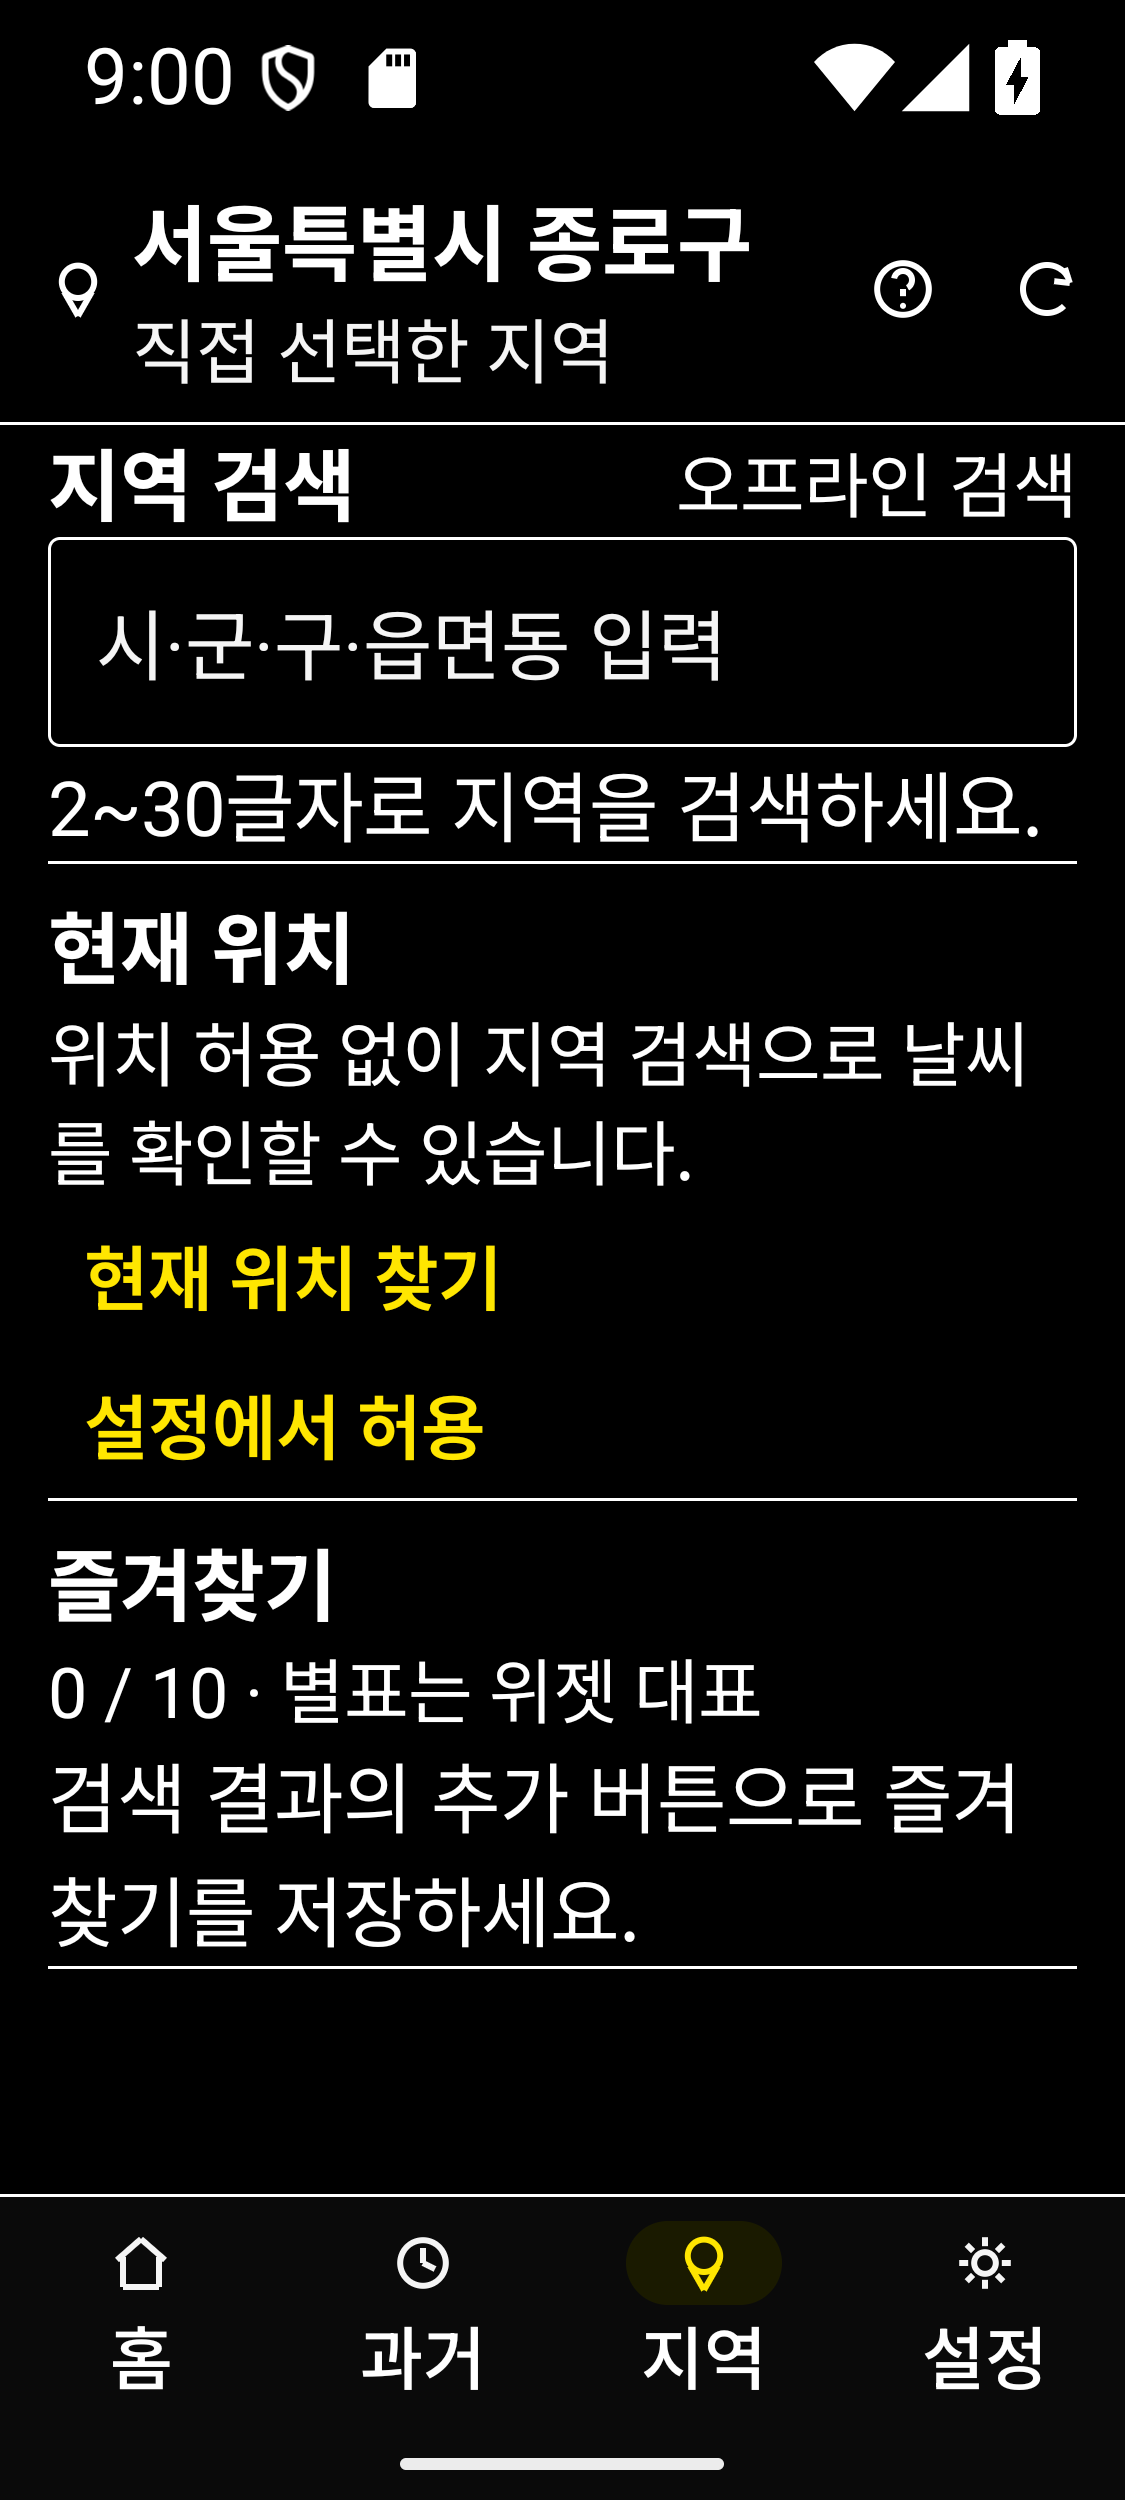 9:00
서울특별시 종로구
직접 선택한 지역
지역 검색
오프라인 검색
시·군·구·읍면동 입력
2~30글자로 지역을 검색하세요.
현재 위치
위치 허용 없이 지역 검색으로 날씨
를 확인할 수 있습니다.
현재 위치 찾기
설정에서 허용
즐겨찾기
0 / 10 · 별표는 위젯 대표
검색 결과의 추가 버튼으로 즐겨
찾기를 저장하세요.
홈
과거
지역
설정